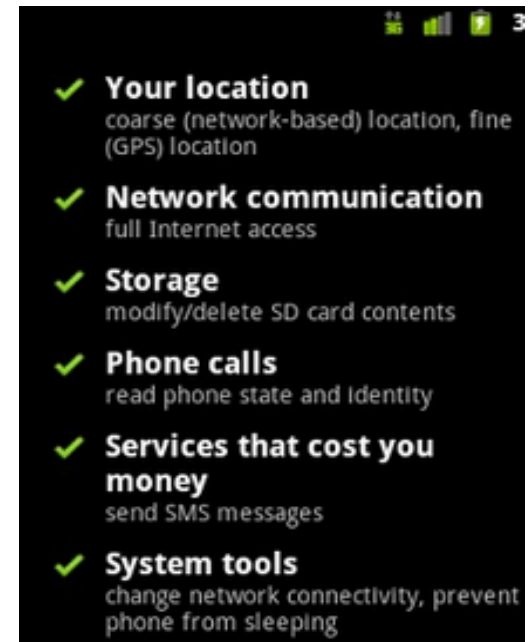 3G 3
Your location
coarse (network-based) location, fine
(GPS) location
Network communication
full Internet access
Storage
modify/delete SD card contents
Phone calls
read phone state and identity
Services that cost you
money
send SMS messages
System tools
change network connectivity, prevent
phone from sleeping